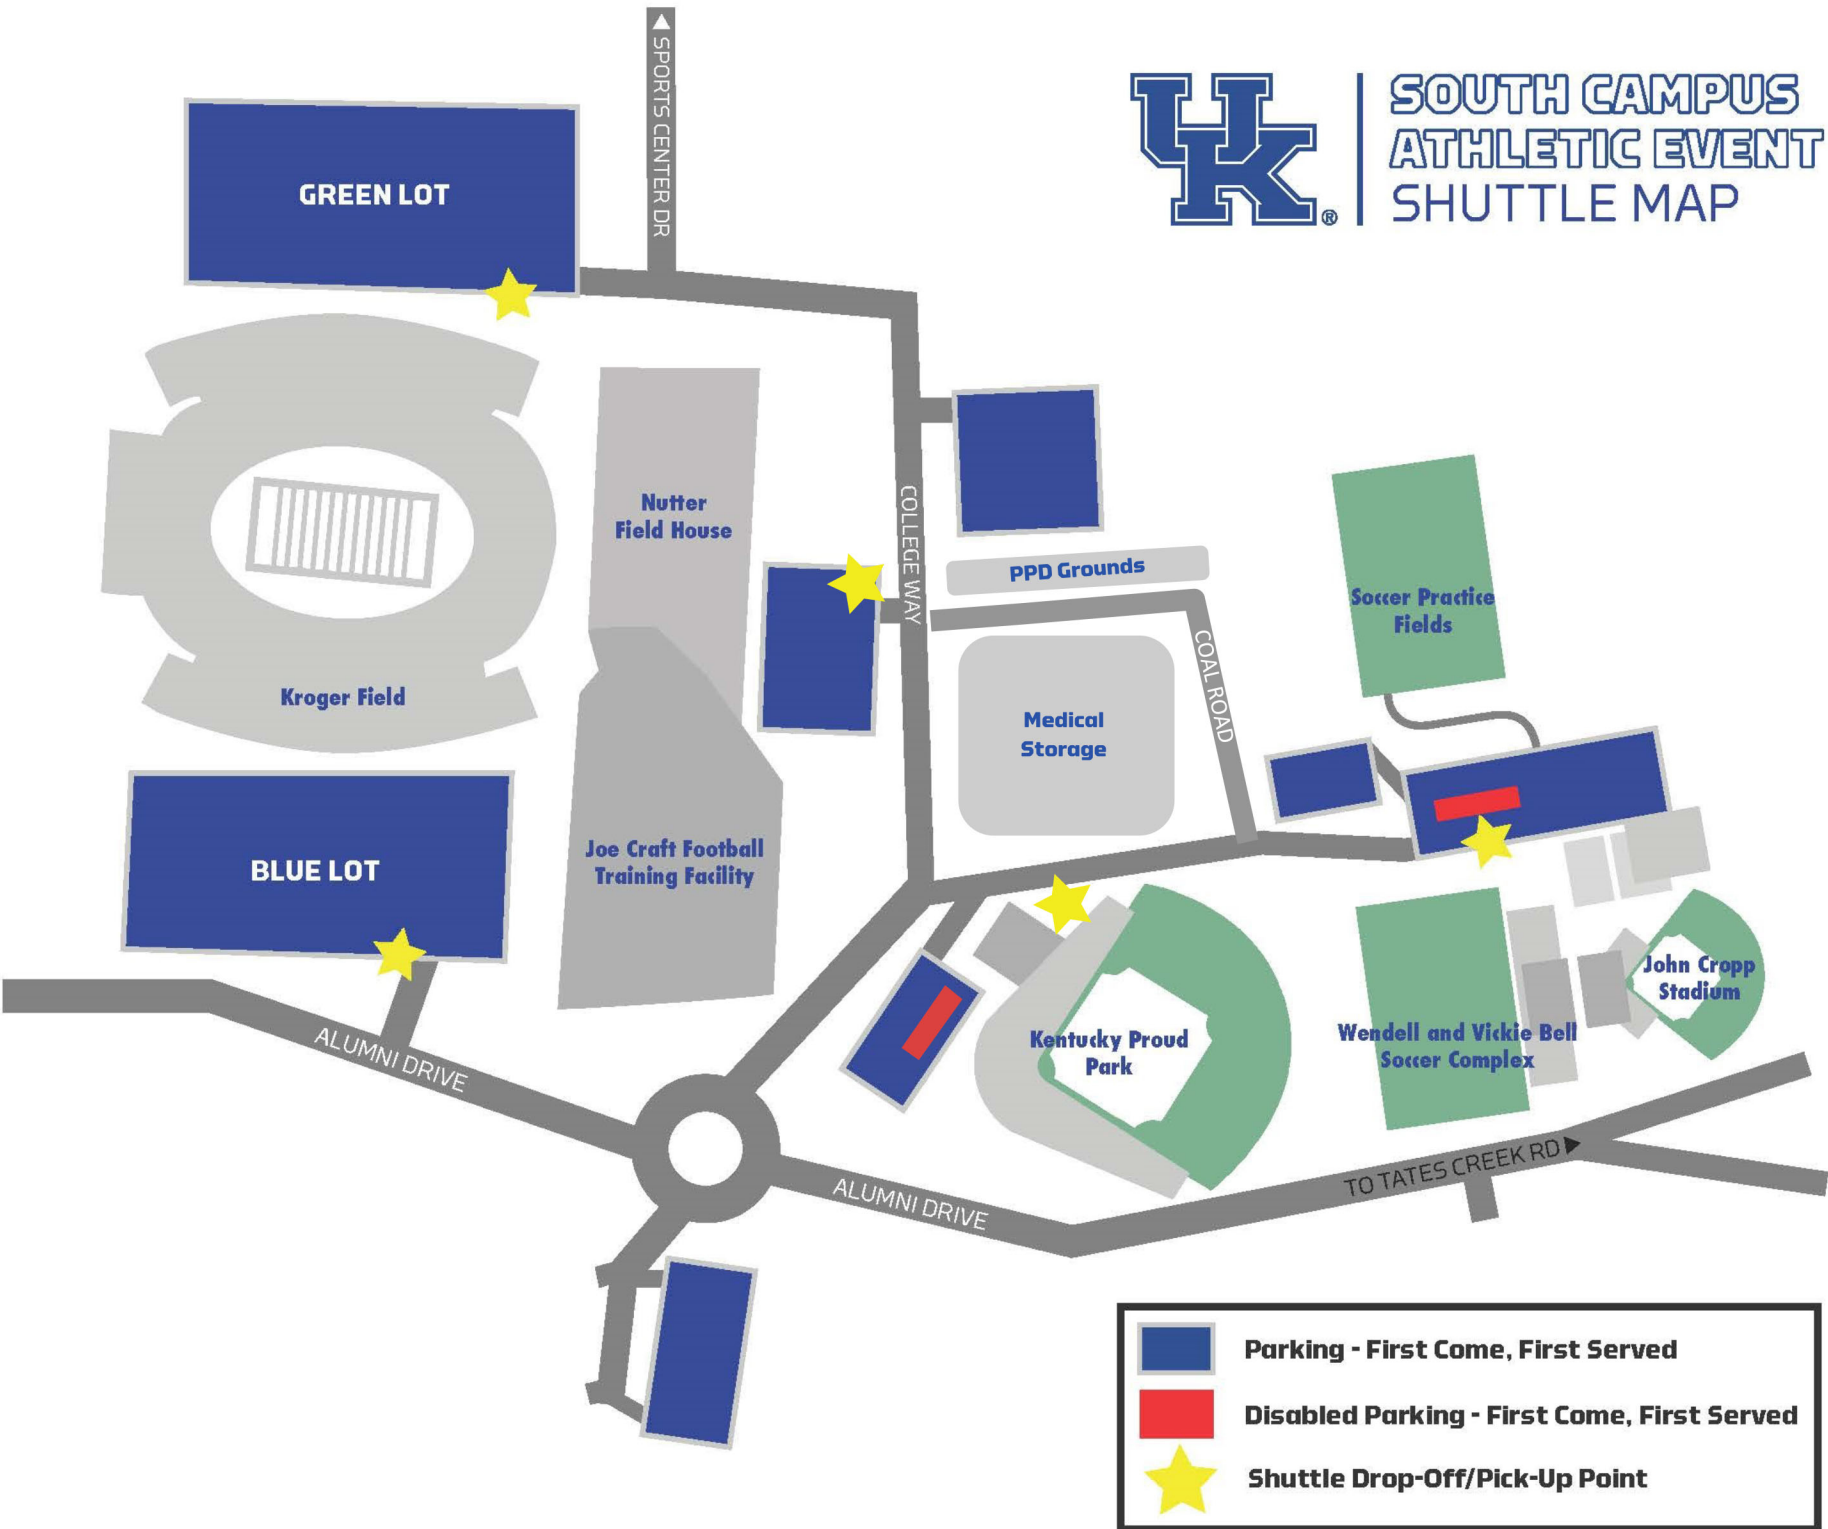 SPORTS CENTER DR
UK®
SOUTH CAMPUS
ATHLETIC EVENT
SHUTTLE MAP
GREEN LOT
Nutter
Field House
COLLEGE WAY
PPD Grounds
Soccer Practice
Fields
Kroger Field
COAL ROAD
Medical
Storage
BLUE LOT
Joe Craft Football
Training Facility
John Cropp
Stadium
Kentucky Proud
Park
Wendell and Vickie Bell
Soccer Complex
ALUMNI DRIVE
ALUMNI DRIVE
TO TATES CREEK RD
Parking - First Come, First Served
Disabled Parking - First Come, First Served
Shuttle Drop-Off/Pick-Up Point